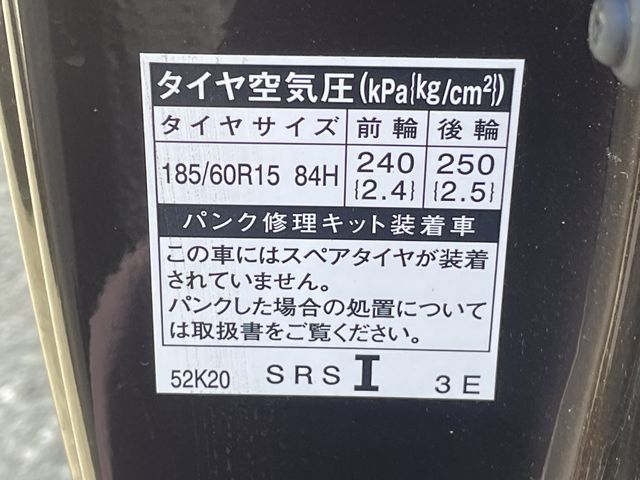 タイヤ空気圧(kPa{kg/cm²})
タイヤサイズ 前輪 後輪
185/60R15 84H 240 {2.4} 250 {2.5}
パンク修理キット装着車
この車にはスペアタイヤが装着
されていません。
パンクした場合の処置について
は取扱書をご覧ください。
52K20 SRS I 3E